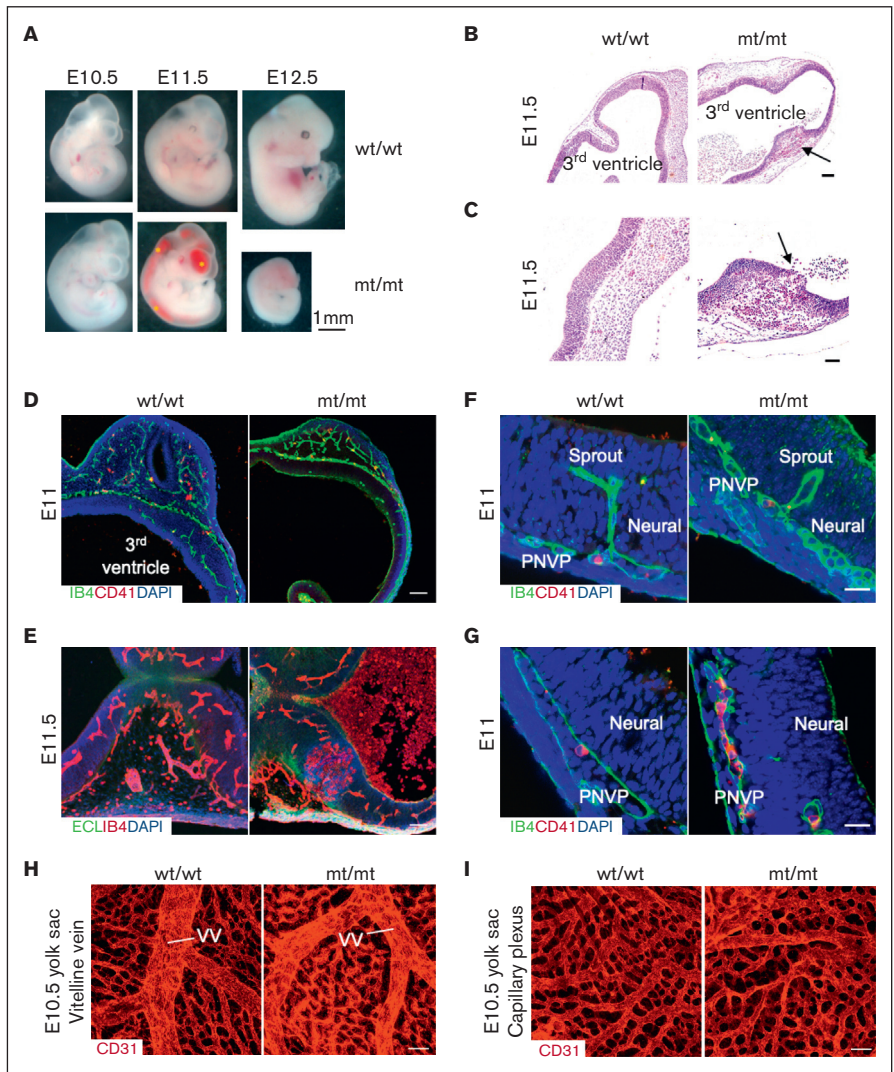 A
E10.5 E11.5 E12.5
wt/wt
mt/mt
1mm
B
wt/wt mt/mt
E11.5
3rd ventricle
3rd ventricle
C
E11.5
D
wt/wt mt/mt
E11
3rd
ventricle
IB4CD41DAPI
E
E11.5
ECLIB4DAPI
F
wt/wt mt/mt
E11
Sprout
Neural
PNVP
Sprout
PNVP
Neural
IB4CD41DAPI
G
E11
Neural
PNVP
Neural
PNVP
IB4CD41DAPI
H
wt/wt mt/mt
E10.5 yolk sac
Vitelline vein
VV
VV
CD31
I
wt/wt mt/mt
E10.5 yolk sac
Capillary plexus
CD31